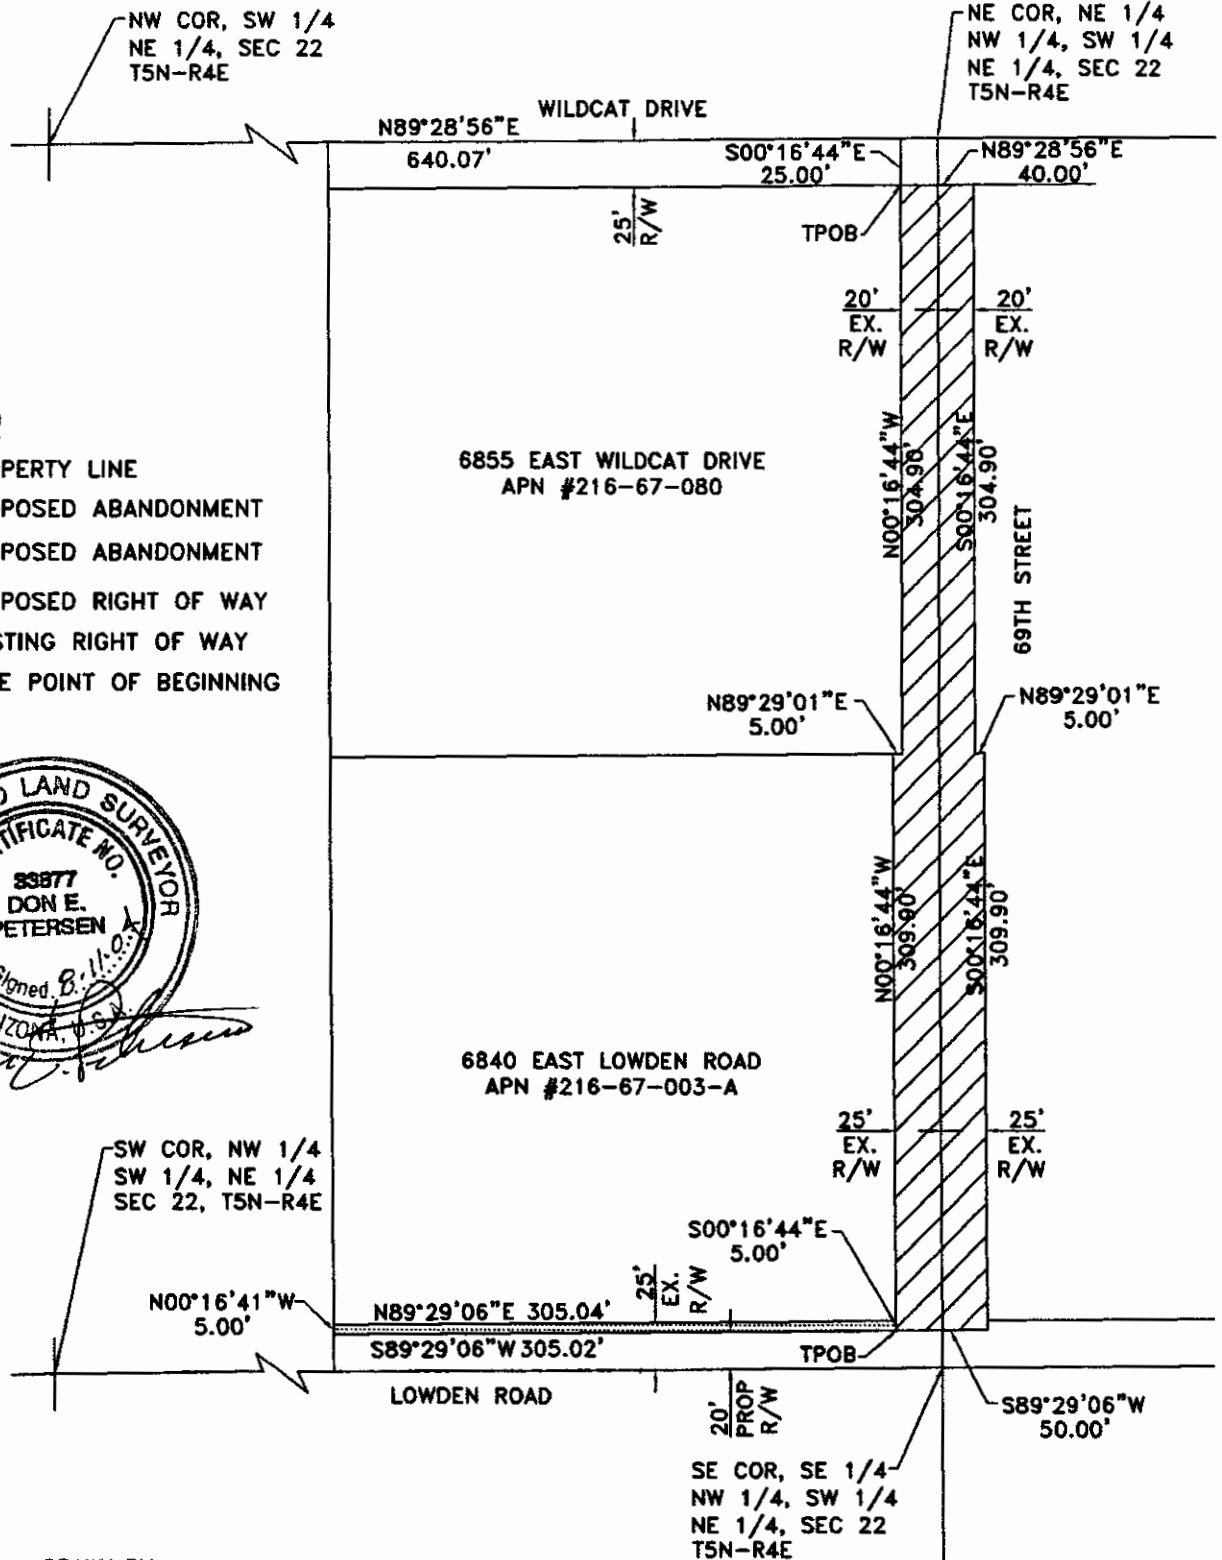 NW COR, SW 1/4
NE 1/4, SEC 22
T5N-R4E
NE COR, NE 1/4
NW 1/4, SW 1/4
NE 1/4, SEC 22
T5N-R4E
WILDCAT DRIVE
N89°28'56"E
640.07'
S00°16'44"E
25.00'
N89°28'56"E
40.00'
25'
R/W
TPOB
20'
EX.
R/W
20'
EX.
R/W
N00°16'44"W
304.90'
S00°16'44"E
304.90'
69TH STREET
6855 EAST WILDCAT DRIVE
APN #216-67-080
PERTY LINE
POSED ABANDONMENT
POSED ABANDONMENT
POSED RIGHT OF WAY
STING RIGHT OF WAY
E POINT OF BEGINNING
N89°29'01"E
5.00'
N89°29'01"E
5.00'
LAND SURVEYOR
TIFICATE NO.
33877
DON E.
PETERSEN
igned
IZONA, U.S.A.
N00°16'44"W
309.90'
S00°16'44"E
309.90'
6840 EAST LOWDEN ROAD
APN #216-67-003-A
25'
EX.
R/W
25'
EX.
R/W
SW COR, NW 1/4
SW 1/4, NE 1/4
SEC 22, T5N-R4E
S00°16'44"E
5.00'
25'
EX.
R/W
N00°16'41"W
5.00'
N89°29'06"E 305.04'
S89°29'06"W 305.02'
TPOB
LOWDEN ROAD
20'
PROP
R/W
S89°29'06"W
50.00'
SE COR, SE 1/4
NW 1/4, SW 1/4
NE 1/4, SEC 22
T5N-R4E